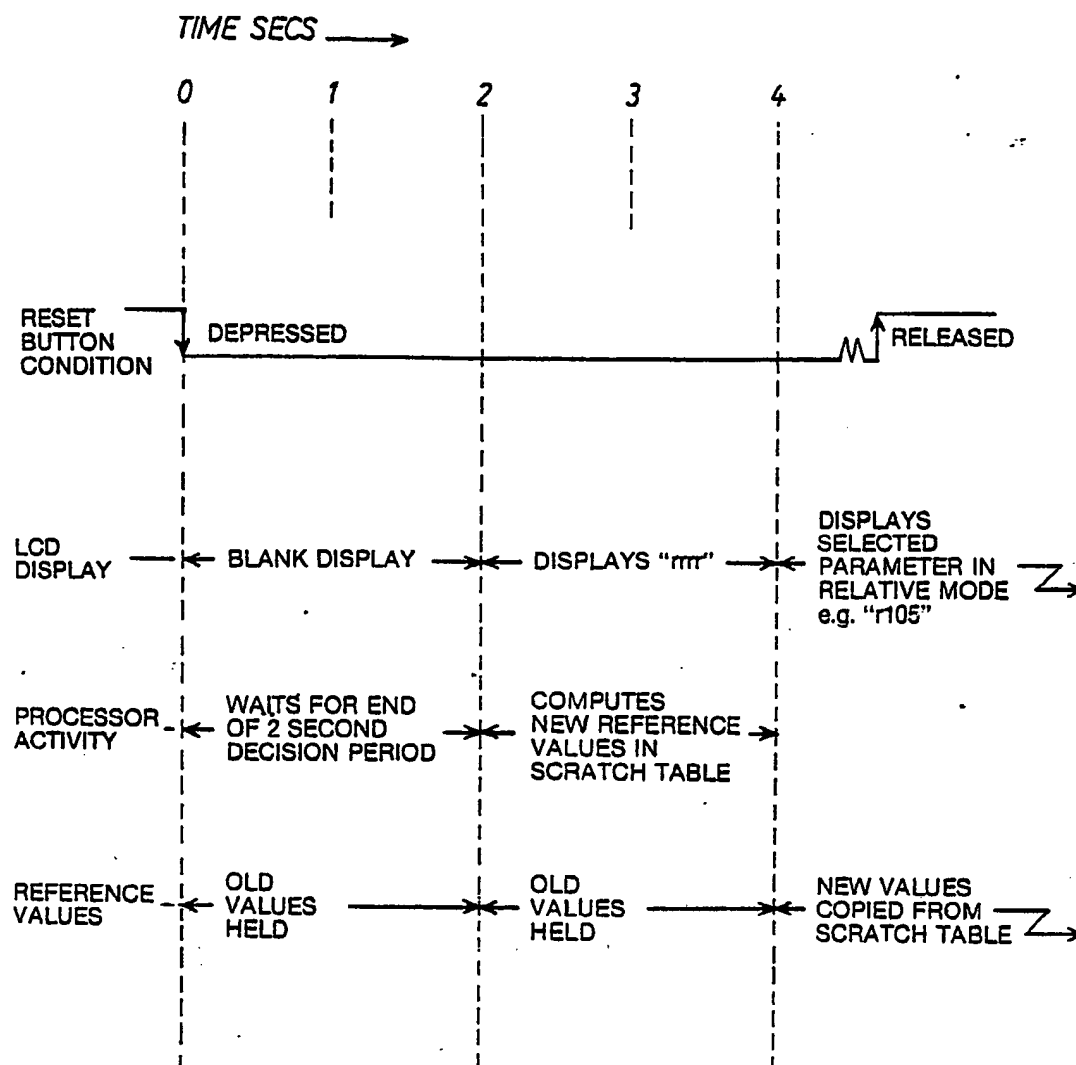 TIME SECS
0 1 2 3 4
RESET
BUTTON
CONDITION
DEPRESSED
RELEASED
LCD
DISPLAY
BLANK DISPLAY
DISPLAYS "rrrr"
DISPLAYS
SELECTED
PARAMETER IN
RELATIVE MODE
e.g. "r105"
PROCESSOR
ACTIVITY
WAITS FOR END
OF 2 SECOND
DECISION PERIOD
COMPUTES
NEW REFERENCE
VALUES IN
SCRATCH TABLE
REFERENCE
VALUES
OLD
VALUES
HELD
OLD
VALUES
HELD
NEW VALUES
COPIED FROM
SCRATCH TABLE